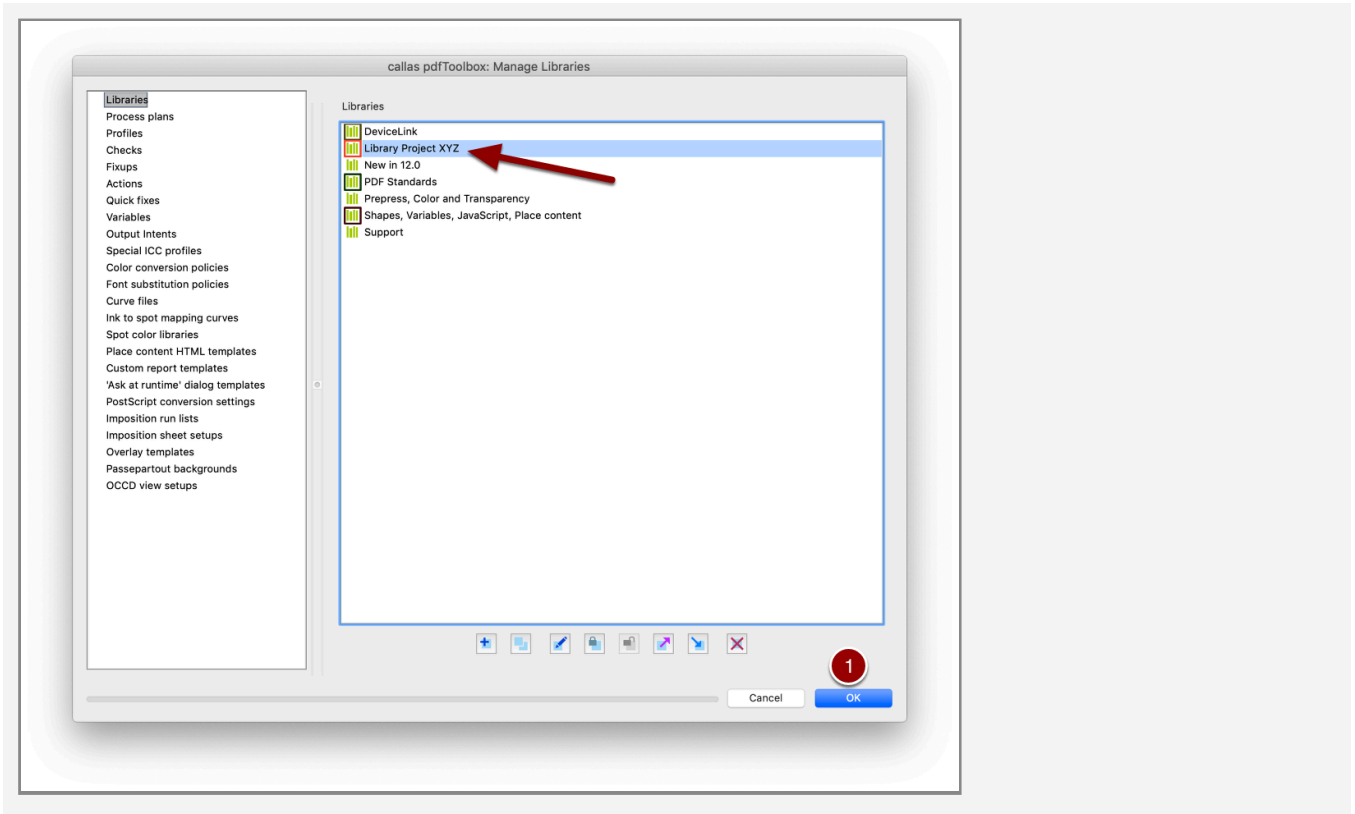 callas pdfToolbox: Manage Libraries
Libraries
Process plans
Profiles
Checks
Fixups
Actions
Quick fixes
Variables
Output Intents
Special ICC profiles
Color conversion policies
Font substitution policies
Curve files
Ink to spot mapping curves
Spot color libraries
Place content HTML templates
Custom report templates
'Ask at runtime' dialog templates
PostScript conversion settings
Imposition run lists
Imposition sheet setups
Overlay templates
Passepartout backgrounds
OCCD view setups
Libraries
DeviceLink
Library Project XYZ
New in 12.0
PDF Standards
Prepress, Color and Transparency
Shapes, Variables, JavaScript, Place content
Support
1
Cancel
OK